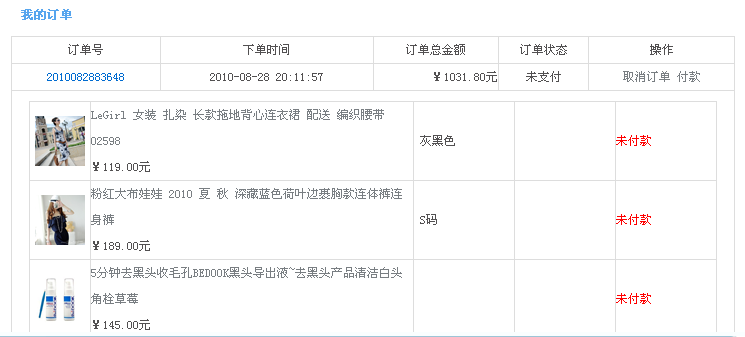 我的订单
订单号 下单时间 订单总金额 订单状态 操作
2010082883648 2010-08-28 20:11:57 ¥1031.80元 未支付 取消订单 付款
LeGirl 女装 扎染 长款拖地背心连衣裙 配送 编织腰带
02598
¥119.00元
灰黑色
未付款
粉红大布娃娃 2010 夏 秋 深藏蓝色荷叶边裹胸款连体裤连
身裤
¥189.00元
S码
未付款
5分钟去黑头收毛孔BEDOOK黑头导出液~去黑头产品清洁白头
角栓草莓
¥145.00元
未付款